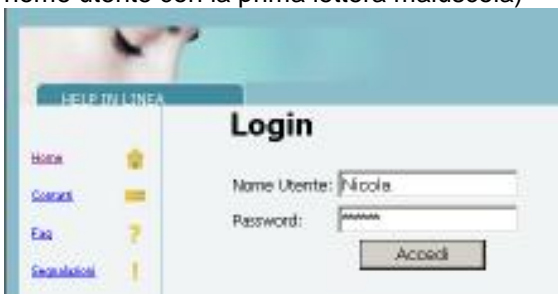 nome utente con la prima lettera maiuscola)
HELP IN LINEA
Login
Home
Nome Utente: Nicola
Contatti
Password: ******
Faq
Accedi
Segnalazioni